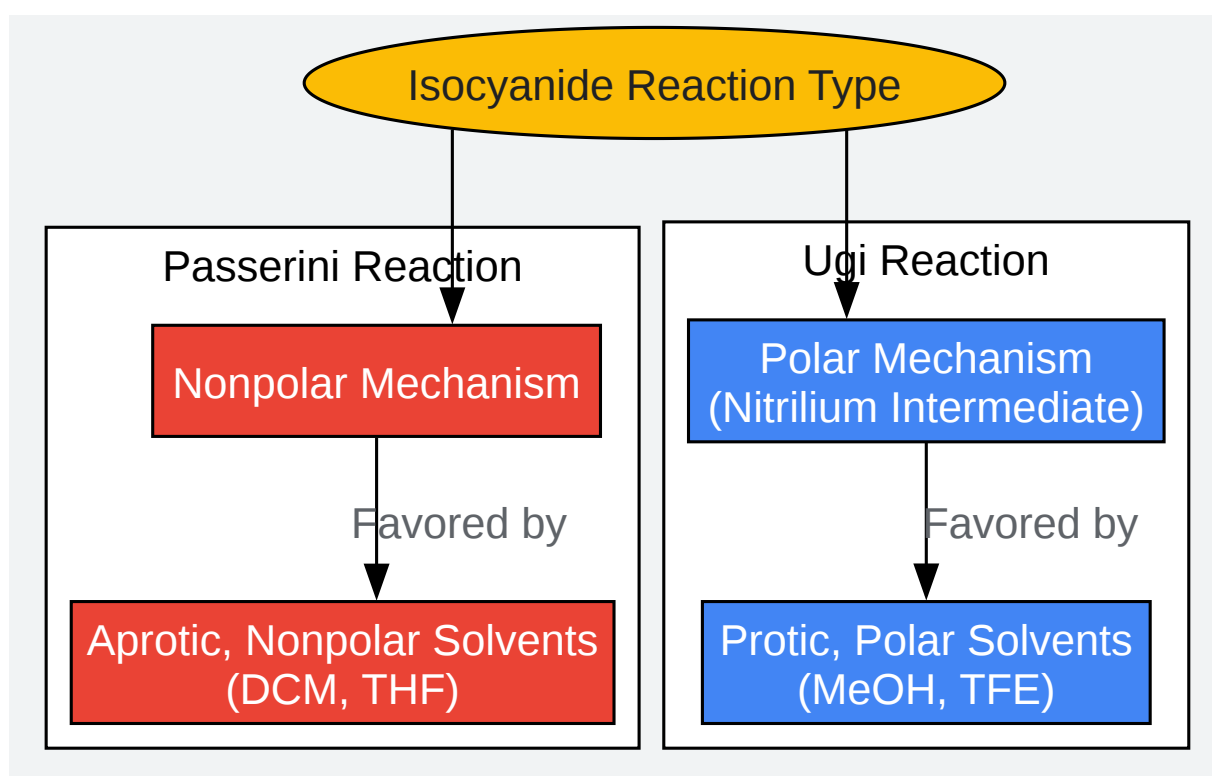 Isocyanide Reaction Type
Passerini Reaction
Nonpolar Mechanism
Favored by
Aprotic, Nonpolar Solvents
(DCM, THF)
Ugi Reaction
Polar Mechanism
(Nitrilium Intermediate)
Favored by
Protic, Polar Solvents
(MeOH, TFE)